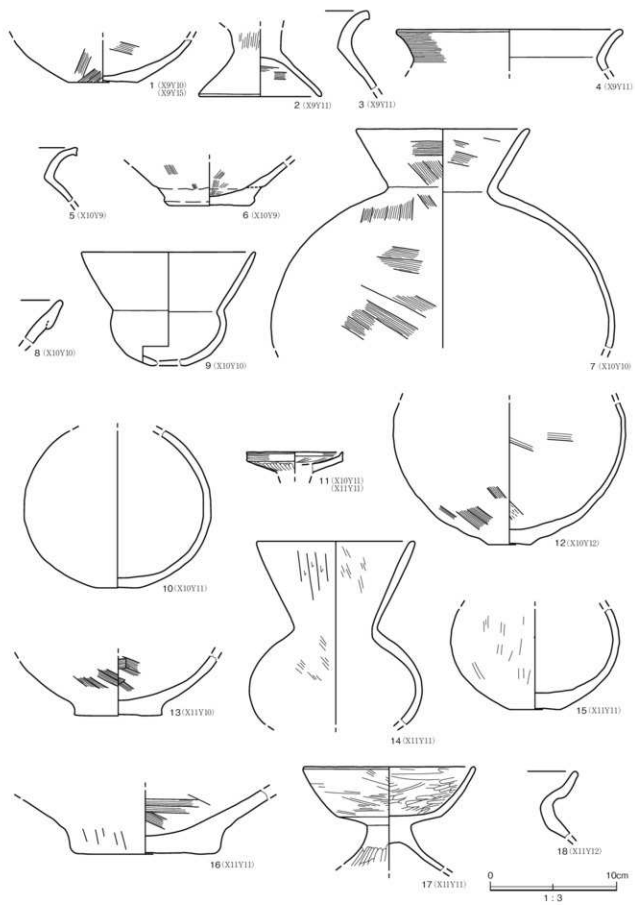 1 (X9Y10)
(X9Y15)
2 (X9Y11)
3 (X9Y11)
4 (X9Y11)
5 (X10Y9)
6 (X10Y9)
7 (X10Y10)
8 (X10Y10)
9 (X10Y10)
10 (X10Y11)
11 (X10Y11)
(X11Y11)
12 (X10Y12)
13 (X11Y10)
14 (X11Y11)
15 (X11Y11)
16 (X11Y11)
17 (X11Y11)
18 (X11Y12)
0 10cm
1 : 3